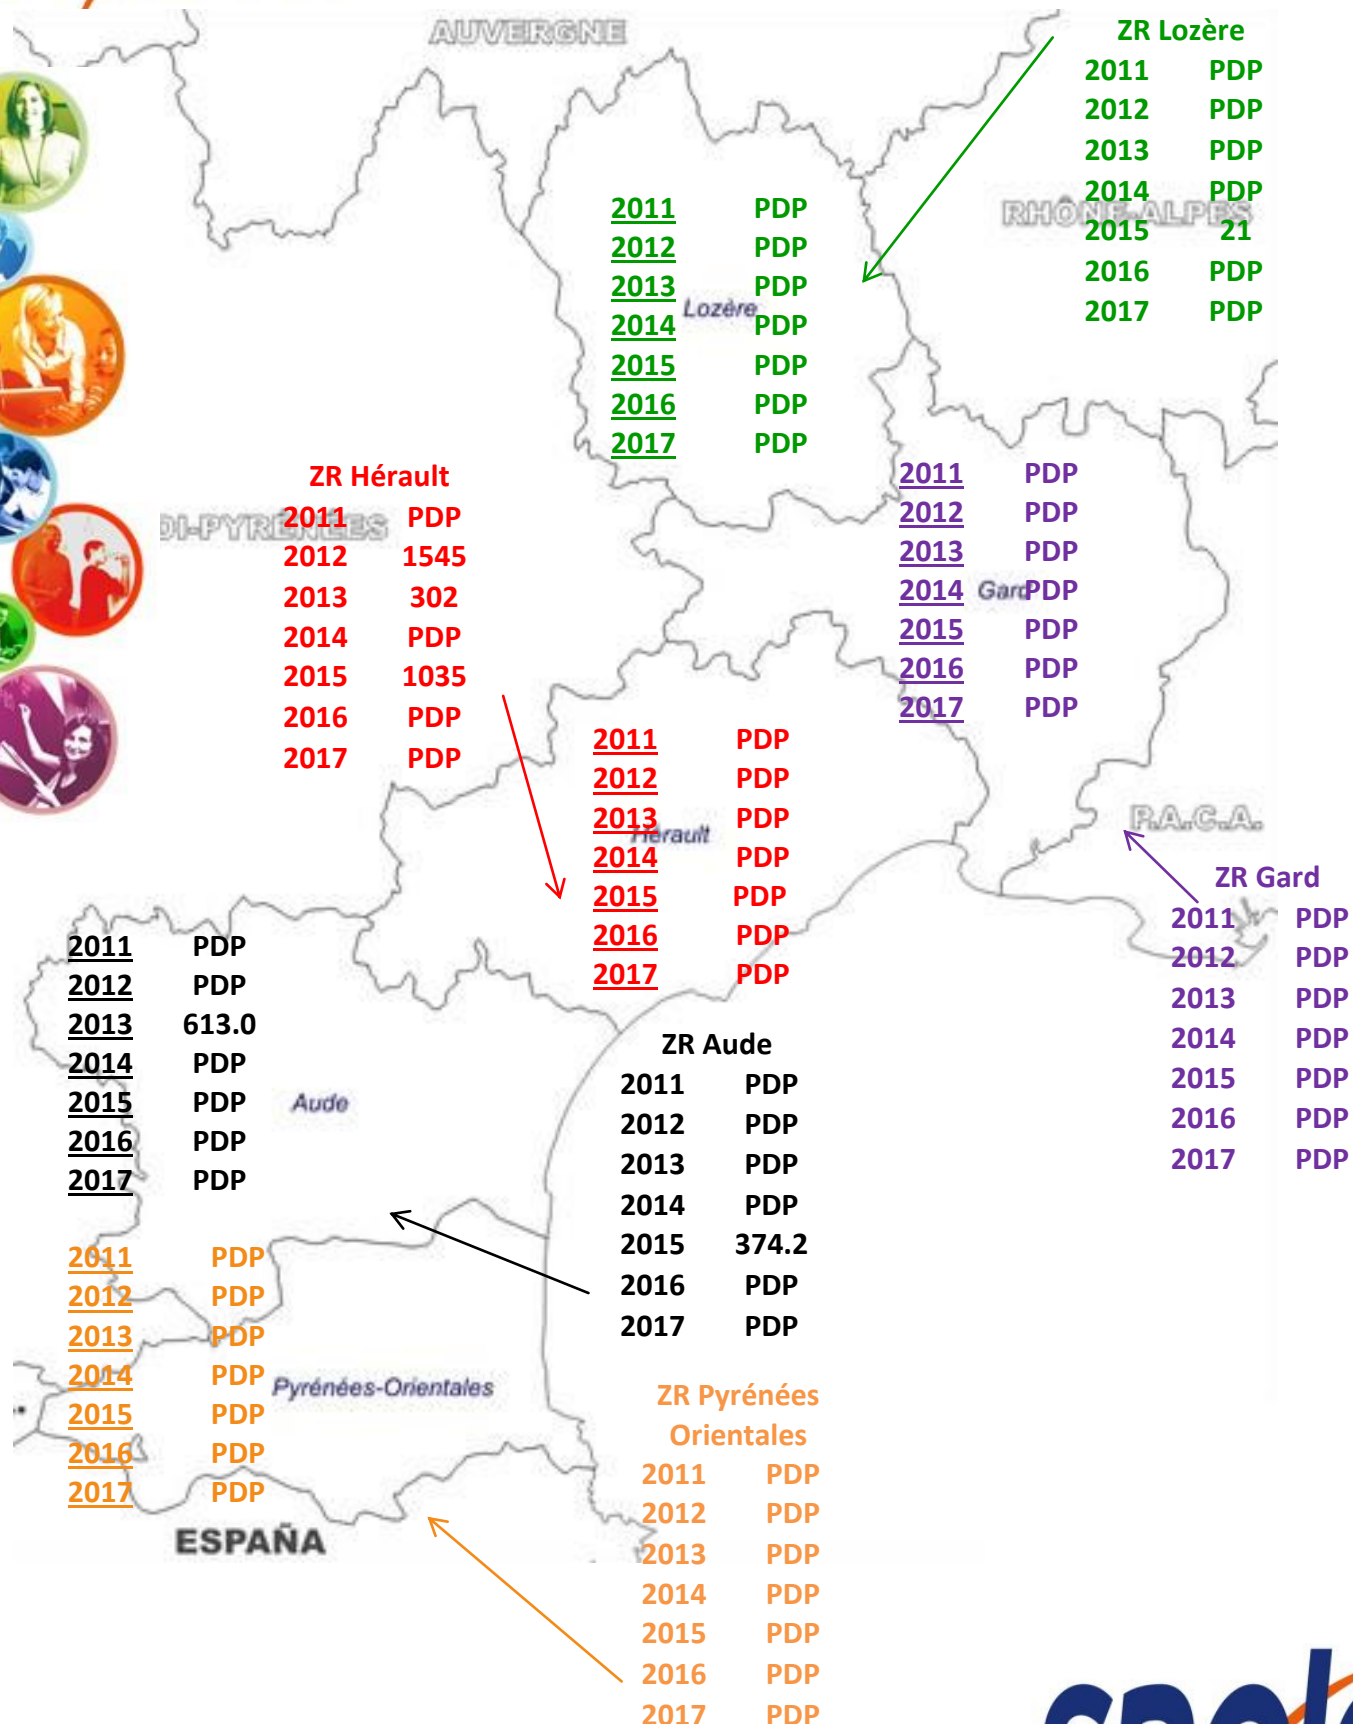 AUVERGNE
ZR Lozère
2011 PDP
2012 PDP
2013 PDP
2014 PDP
RHÔNE-ALPES
2015 21
2016 PDP
2017 PDP
2011 PDP
2012 PDP
2013 PDP
Lozère
2014 PDP
2015 PDP
2016 PDP
2017 PDP
ZR Hérault
2011 PDP
DI-PYRÉNÉES
2012 1545
2013 302
2014 PDP
2015 1035
2016 PDP
2017 PDP
2011 PDP
2012 PDP
2013 PDP
2014 PDP
Gard
2015 PDP
2016 PDP
2017 PDP
2011 PDP
2012 PDP
2013 PDP
Hérault
2014 PDP
2015 PDP
2016 PDP
2017 PDP
P.A.C.A.
ZR Gard
2011 PDP
2012 PDP
2013 PDP
2014 PDP
2015 PDP
2016 PDP
2017 PDP
2011 PDP
2012 PDP
2013 613.0
2014 PDP
2015 PDP
2016 PDP
2017 PDP
Aude
ZR Aude
2011 PDP
2012 PDP
2013 PDP
2014 PDP
2015 374.2
2016 PDP
2017 PDP
2011 PDP
2012 PDP
2013 PDP
2014 PDP
2015 PDP
2016 PDP
2017 PDP
Pyrénées-Orientales
ESPAÑA
ZR Pyrénées
Orientales
2011 PDP
2012 PDP
2013 PDP
2014 PDP
2015 PDP
2016 PDP
2017 PDP